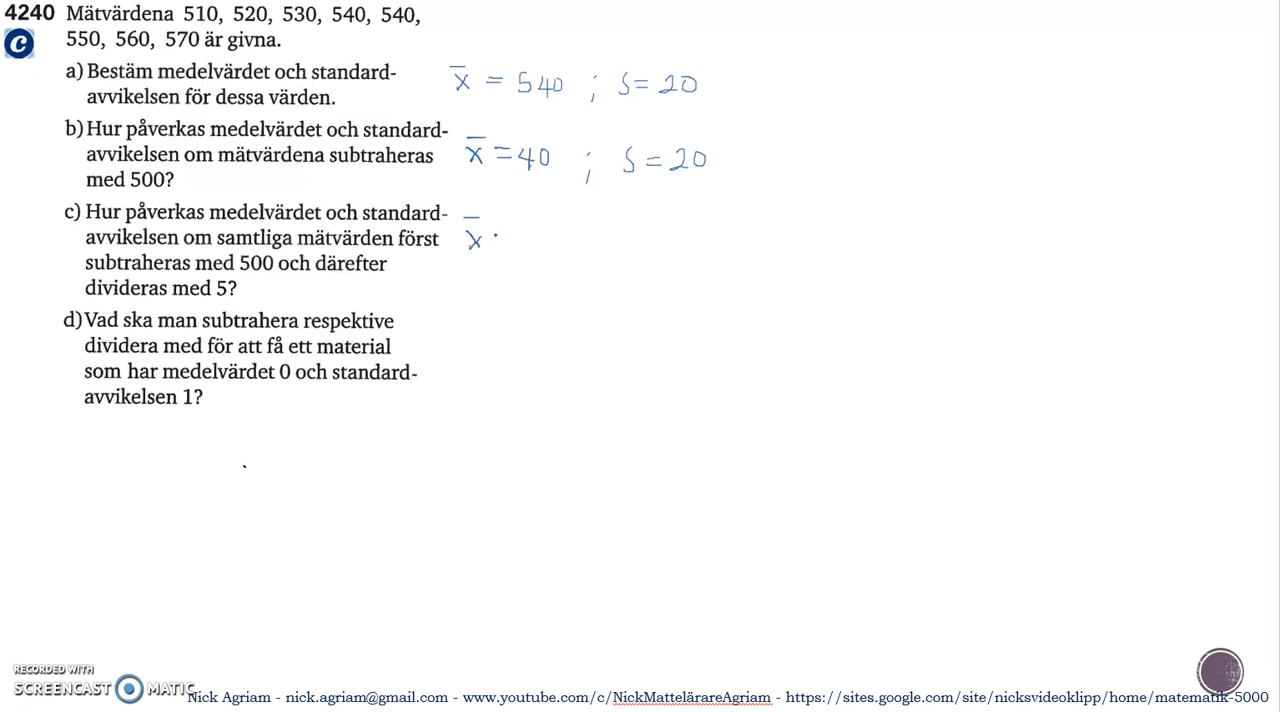 4240 Mätvärdena 510, 520, 530, 540, 540,
550, 560, 570 är givna.
C
a) Bestäm medelvärdet och standard-
avvikelsen för dessa värden.
x̄ = 540 ; s = 20
b) Hur påverkas medelvärdet och standard-
avvikelsen om mätvärdena subtraheras
med 500?
x̄ = 40 ; s = 20
c) Hur påverkas medelvärdet och standard-
avvikelsen om samtliga mätvärden först
subtraheras med 500 och därefter
divideras med 5?
x̄
d) Vad ska man subtrahera respektive
dividera med för att få ett material
som har medelvärdet 0 och standard-
avvikelsen 1?
RECORDED WITH
SCREENCAST MATIC
Nick Agriam - nick.agriam@gmail.com - www.youtube.com/c/NickMattelärareAgriam - https://sites.google.com/site/nicksvideoklipp/home/matematik-5000